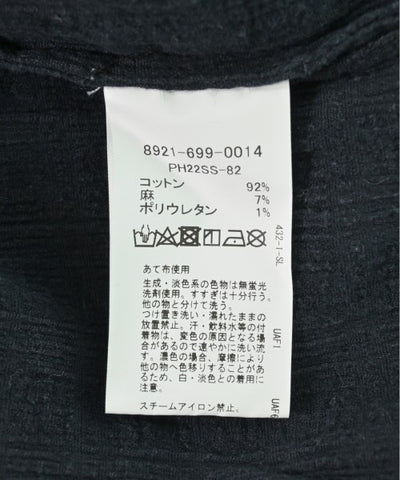 8921-699-0014
PH22SS-82
コットン 92%
麻 7%
ポリウレタン 1%
あて布使用
生成・淡色系の色物は無蛍光
洗剤使用。すすぎは十分行う。
他の物と分けて洗う。
つけ置き洗い・濡れたままの
放置禁止。汗・飲料水等の付
着物は、変色の原因となる場
合があるので速やかに洗い流
す。濃色の場合、摩擦により
他の物へ色移りすることがあ
るため、白・淡色との着用に
注意。
スチームアイロン禁止。
432-1-SL
UAF1
UAF6